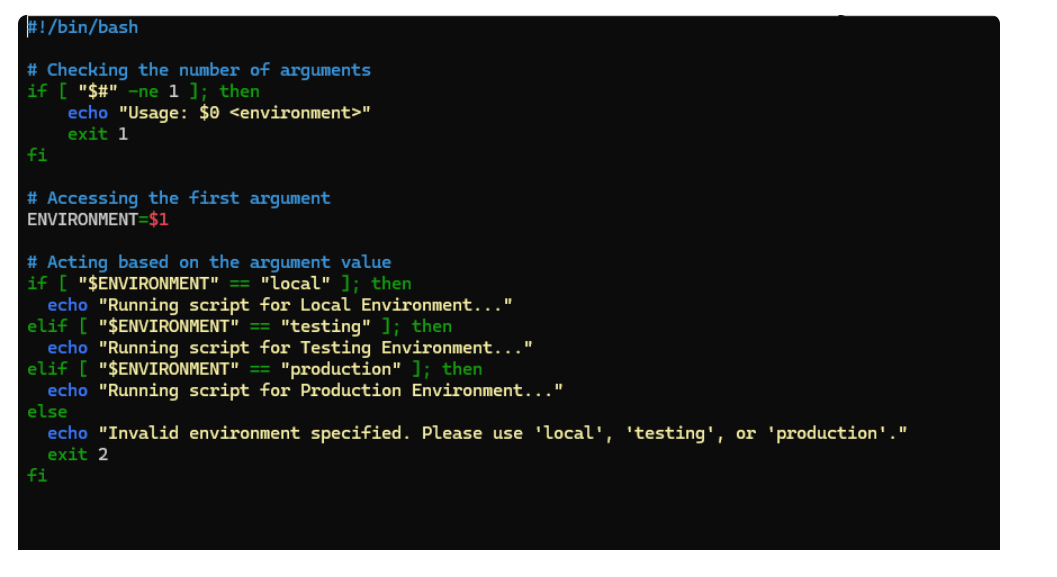 #!/bin/bash
# Checking the number of arguments
if [ "$#" -ne 1 ]; then
    echo "Usage: $0 <environment>"
    exit 1
fi
# Accessing the first argument
ENVIRONMENT=$1
# Acting based on the argument value
if [ "$ENVIRONMENT" == "local" ]; then
  echo "Running script for Local Environment..."
elif [ "$ENVIRONMENT" == "testing" ]; then
  echo "Running script for Testing Environment..."
elif [ "$ENVIRONMENT" == "production" ]; then
  echo "Running script for Production Environment..."
else
  echo "Invalid environment specified. Please use 'local', 'testing', or 'production'."
  exit 2
fi